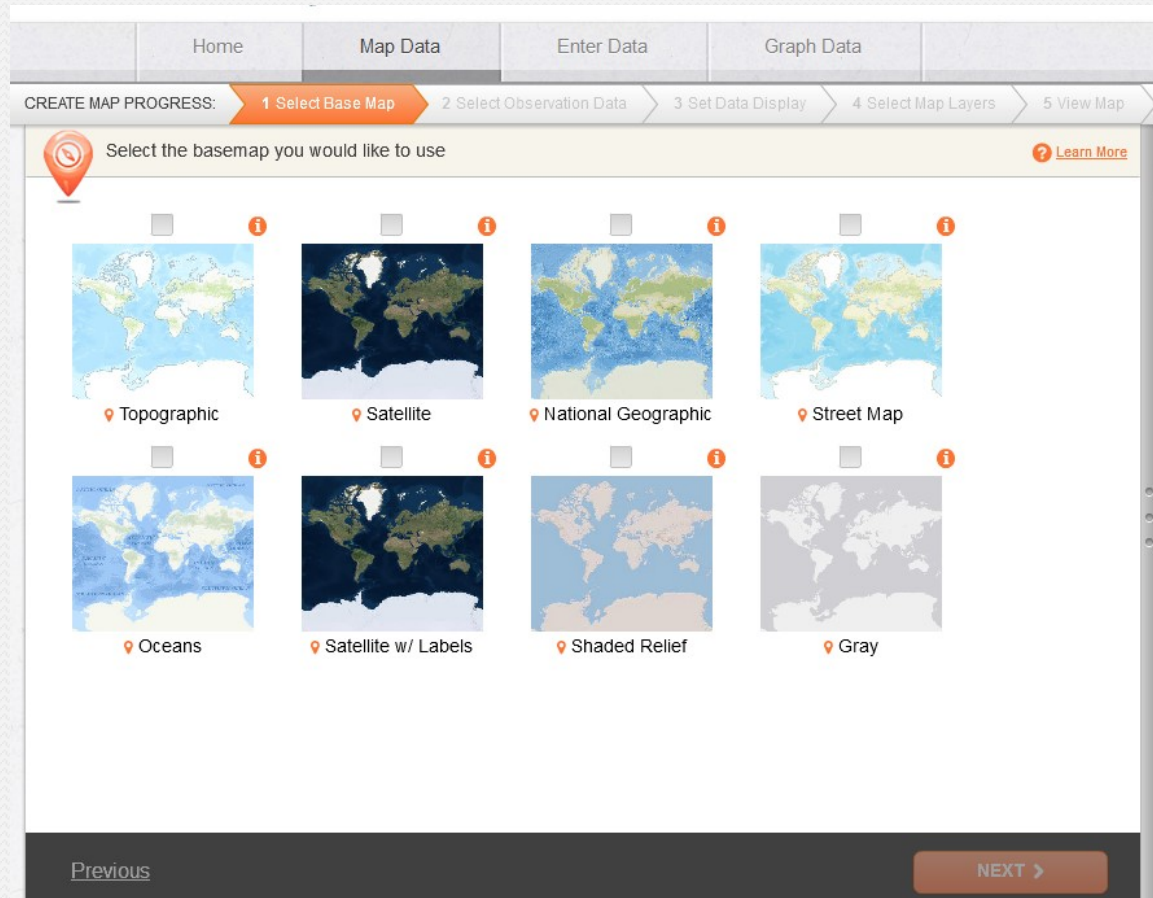 Home Map Data Enter Data Graph Data
CREATE MAP PROGRESS: 1 Select Base Map 2 Select Observation Data 3 Set Data Display 4 Select Map Layers 5 View Map
Select the basemap you would like to use ? Learn More
i i i i
Topographic Satellite National Geographic Street Map
i i i i
Oceans Satellite w/ Labels Shaded Relief Gray
Previous NEXT >